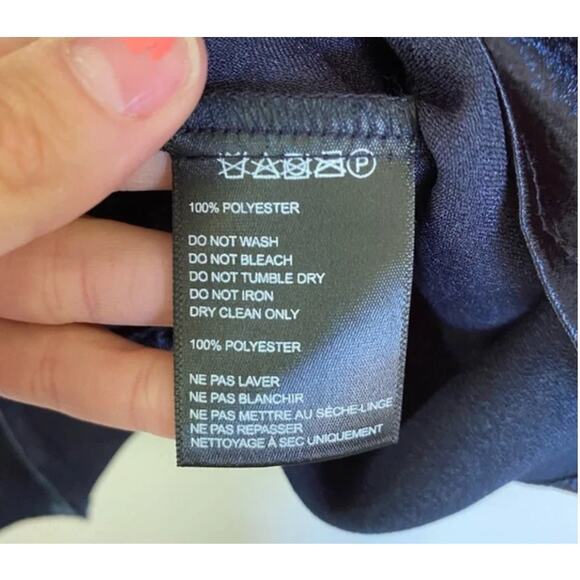 P
100% POLYESTER
DO NOT WASH
DO NOT BLEACH
DO NOT TUMBLE DRY
DO NOT IRON
DRY CLEAN ONLY
100% POLYESTER
NE PAS LAVER
NE PAS BLANCHIR
NE PAS METTRE AU SÈCHE-LINGE
NE PAS REPASSER
NETTOYAGE À SEC UNIQUEMENT